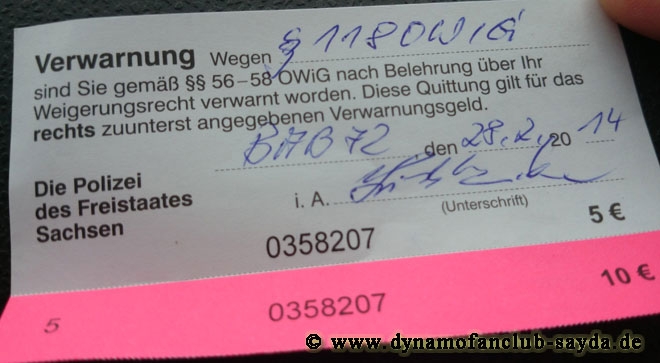 Verwarnung Wegen § 118 OWiG
sind Sie gemäß §§ 56–58 OWiG nach Belehrung über Ihr
Weigerungsrecht verwarnt worden. Diese Quittung gilt für das
rechts zuunterst angegebenen Verwarnungsgeld.
BAB 72 den 28.2. 20 14
Die Polizei
des Freistaates
Sachsen
i. A.
(Unterschrift)
0358207
5 €
5
0358207
10 €
© www.dynamofanclub-sayda.de